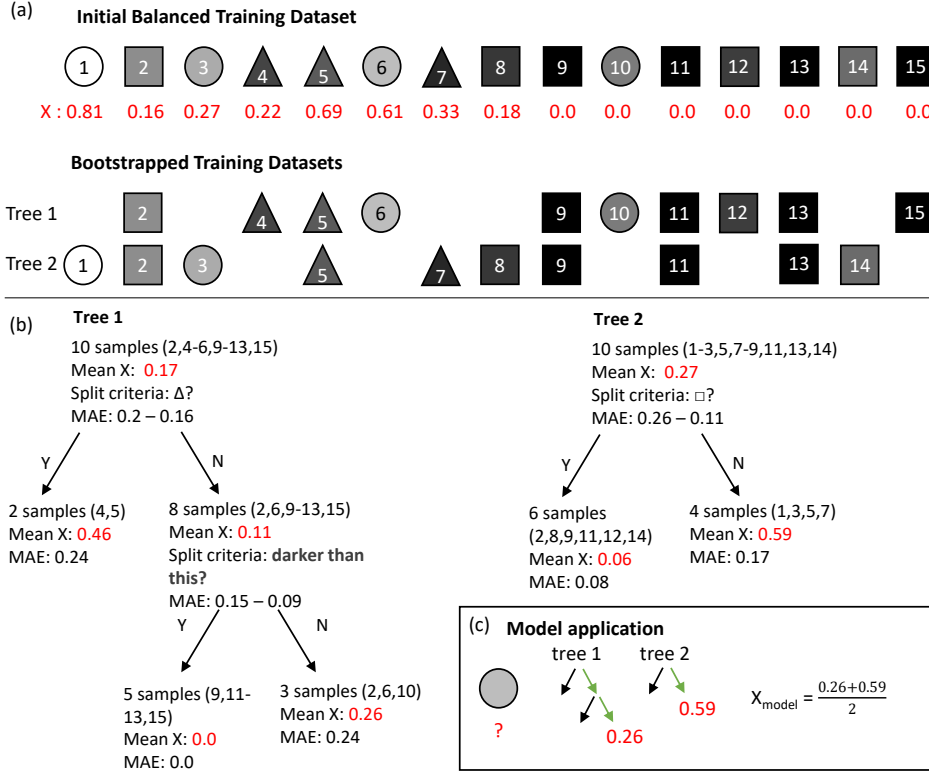 (a)
Initial Balanced Training Dataset
1 2 3 4 5 6 7 8 9 10 11 12 13 14 15
X : 0.81 0.16 0.27 0.22 0.69 0.61 0.33 0.18 0.0 0.0 0.0 0.0 0.0 0.0 0.0
Bootstrapped Training Datasets
Tree 1 2 4 5 6 9 10 11 12 13 15
Tree 2 1 2 3 5 7 8 9 11 13 14
(b)
Tree 1
10 samples (2,4-6,9-13,15)
Mean X: 0.17
Split criteria: Δ?
MAE: 0.2 – 0.16
Y
N
2 samples (4,5)
Mean X: 0.46
MAE: 0.24
8 samples (2,6,9-13,15)
Mean X: 0.11
Split criteria: darker than
this?
MAE: 0.15 – 0.09
Y
N
5 samples (9,11-
13,15)
Mean X: 0.0
MAE: 0.0
3 samples (2,6,10)
Mean X: 0.26
MAE: 0.24
Tree 2
10 samples (1-3,5,7-9,11,13,14)
Mean X: 0.27
Split criteria: □?
MAE: 0.26 – 0.11
Y
N
6 samples
(2,8,9,11,12,14)
Mean X: 0.06
MAE: 0.08
4 samples (1,3,5,7)
Mean X: 0.59
MAE: 0.17
(c) Model application
tree 1 tree 2
?
0.26
0.59
X_model = (0.26+0.59)/2